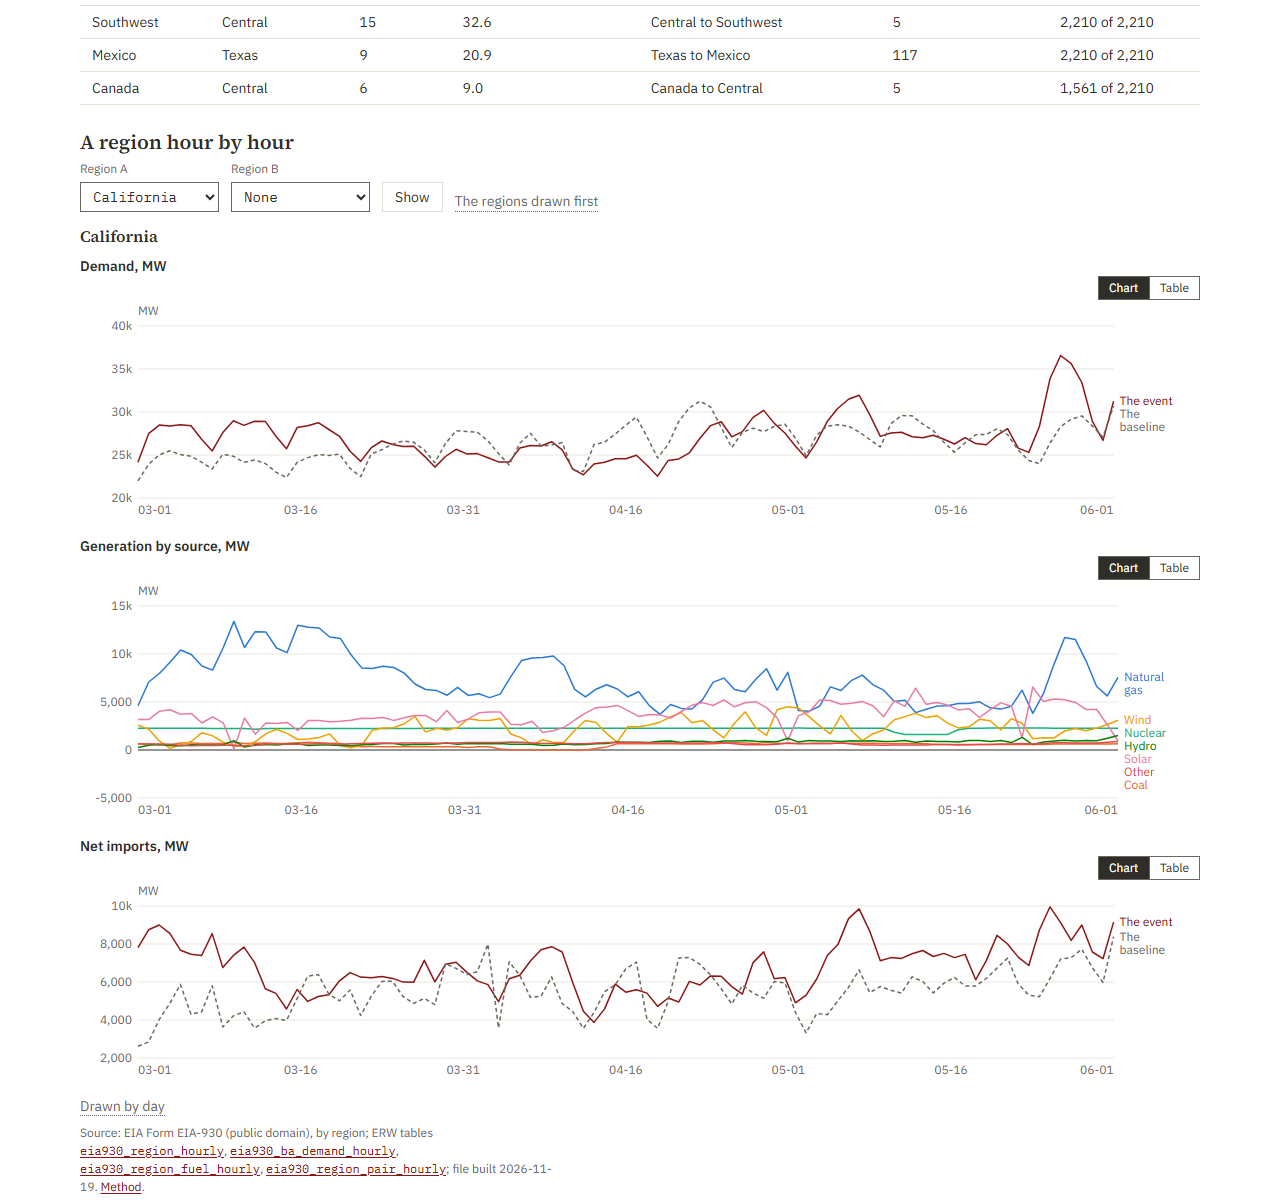 Southwest Central 15 32.6 Central to Southwest 5 2,210 of 2,210
Mexico Texas 9 20.9 Texas to Mexico 117 2,210 of 2,210
Canada Central 6 9.0 Canada to Central 5 1,561 of 2,210
A region hour by hour
Region A Region B
California None Show The regions drawn first
California
Demand, MW
Chart Table
MW
40k
35k
30k
25k
20k
The event
The
baseline
03-01 03-16 03-31 04-16 05-01 05-16 06-01
Generation by source, MW
Chart Table
MW
15k
10k
5,000
0
-5,000
Natural
gas
Wind
Nuclear
Hydro
Solar
Other
Coal
03-01 03-16 03-31 04-16 05-01 05-16 06-01
Net imports, MW
Chart Table
MW
10k
8,000
6,000
4,000
2,000
The event
The
baseline
03-01 03-16 03-31 04-16 05-01 05-16 06-01
Drawn by day
Source: EIA Form EIA-930 (public domain), by region; ERW tables
eia930_region_hourly, eia930_ba_demand_hourly,
eia930_region_fuel_hourly, eia930_region_pair_hourly; file built 2026-11-
19. Method.